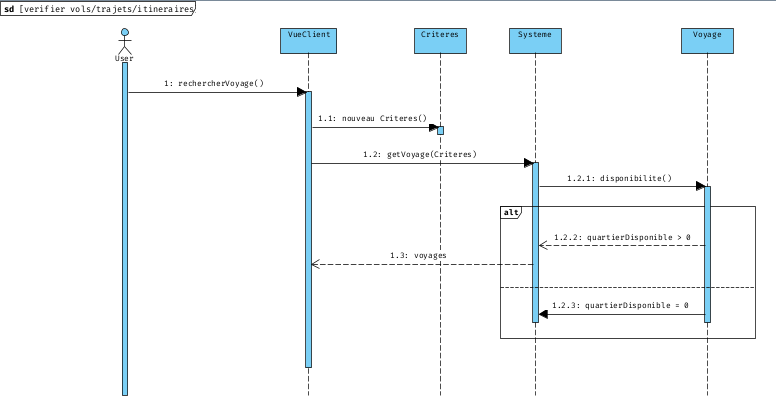 sd [verifier vols/trajets/itineraires
User
VueClient
Criteres
Systeme
Voyage
1: rechercherVoyage()
1.1: nouveau Criteres()
1.2: getVoyage(Criteres)
1.2.1: disponibilite()
alt
1.2.2: quartierDisponible > 0
1.3: voyages
1.2.3: quartierDisponible = 0